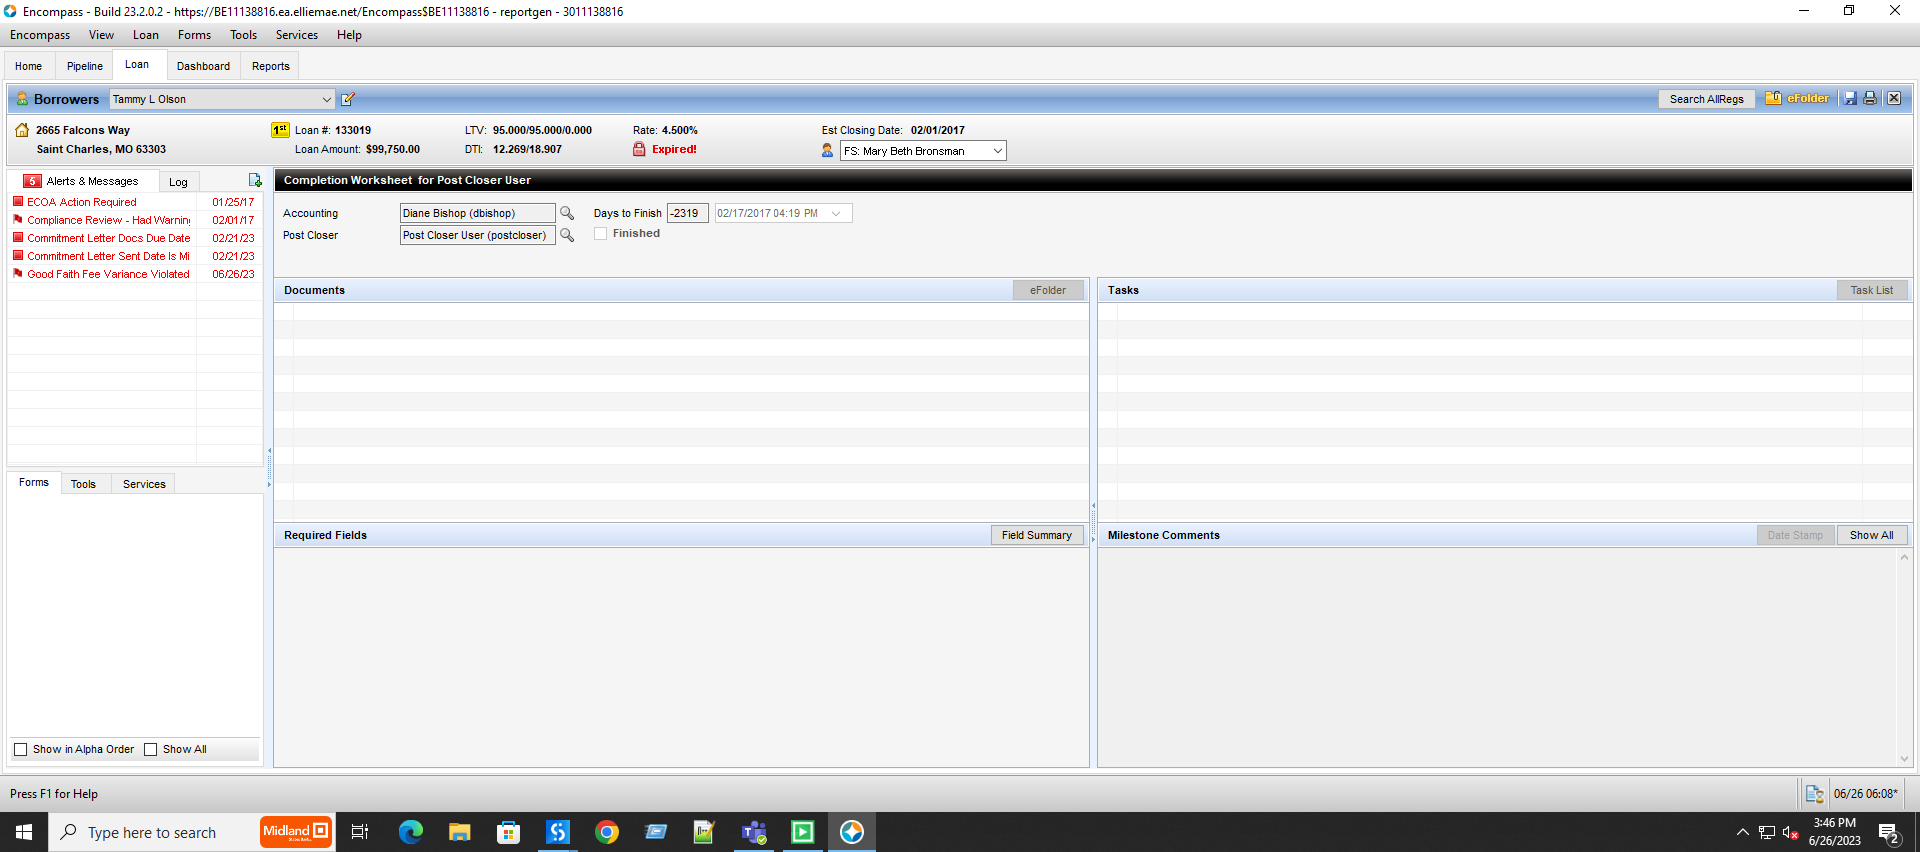 Encompass - Build 23.2.0.2 - https://BE11138816.ea.elliemae.net/Encompass$BE11138816 - reportgen - 3011138816
Encompass View Loan Forms Tools Services Help
Home Pipeline Loan Dashboard Reports
Borrowers Tammy L Olson Search AllRegs eFolder
2665 Falcons Way 1st Loan #: 133019 LTV: 95.000/95.000/0.000 Rate: 4.500% Est Closing Date: 02/01/2017
Saint Charles, MO 63303 Loan Amount: $99,750.00 DTI: 12.269/18.907 Expired! FS: Mary Beth Bronsman
5 Alerts & Messages Log
ECOA Action Required 01/25/17
Compliance Review - Had Warnin 02/01/17
Commitment Letter Docs Due Date 02/21/23
Commitment Letter Sent Date Is Mi 02/21/23
Good Faith Fee Variance Violated 06/26/23
Forms Tools Services
Show in Alpha Order Show All
Completion Worksheet for Post Closer User
Accounting Diane Bishop (dbishop) Days to Finish -2319 02/17/2017 04:19 PM
Post Closer Post Closer User (postcloser) Finished
Documents eFolder
Tasks Task List
Required Fields Field Summary
Milestone Comments Date Stamp Show All
Press F1 for Help 06/26 06:08*
Type here to search Midland
3:46 PM
6/26/2023
2